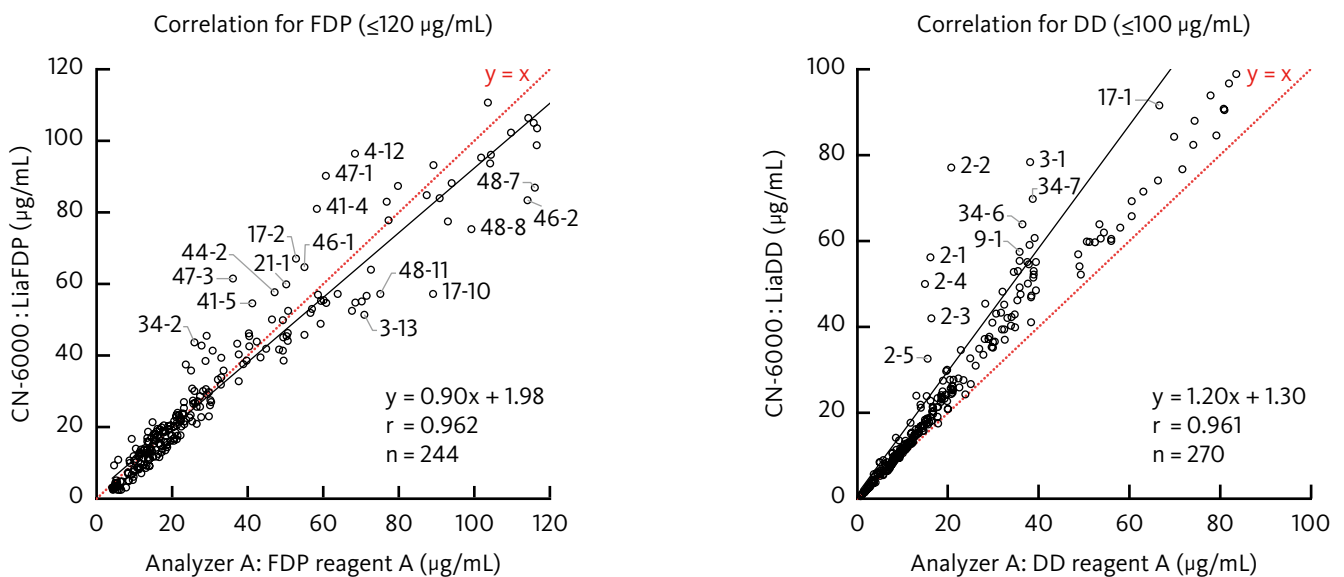 Correlation for FDP (≤120 µg/mL)
CN-6000 : LiaFDP (µg/mL)
120
100
80
60
40
20
0
y = x
4-12
47-1
41-4
48-7
46-2
48-8
17-2
46-1
44-2
21-1
47-3
41-5
48-11
17-10
3-13
34-2
y = 0.90x + 1.98
r = 0.962
n = 244
0 20 40 60 80 100 120
Analyzer A: FDP reagent A (µg/mL)
Correlation for DD (≤100 µg/mL)
CN-6000 : LiaDD (µg/mL)
100
80
60
40
20
0
y = x
17-1
2-2
3-1
34-7
34-6
9-1
2-1
2-4
2-3
2-5
y = 1.20x + 1.30
r = 0.961
n = 270
0 20 40 60 80 100
Analyzer A: DD reagent A (µg/mL)